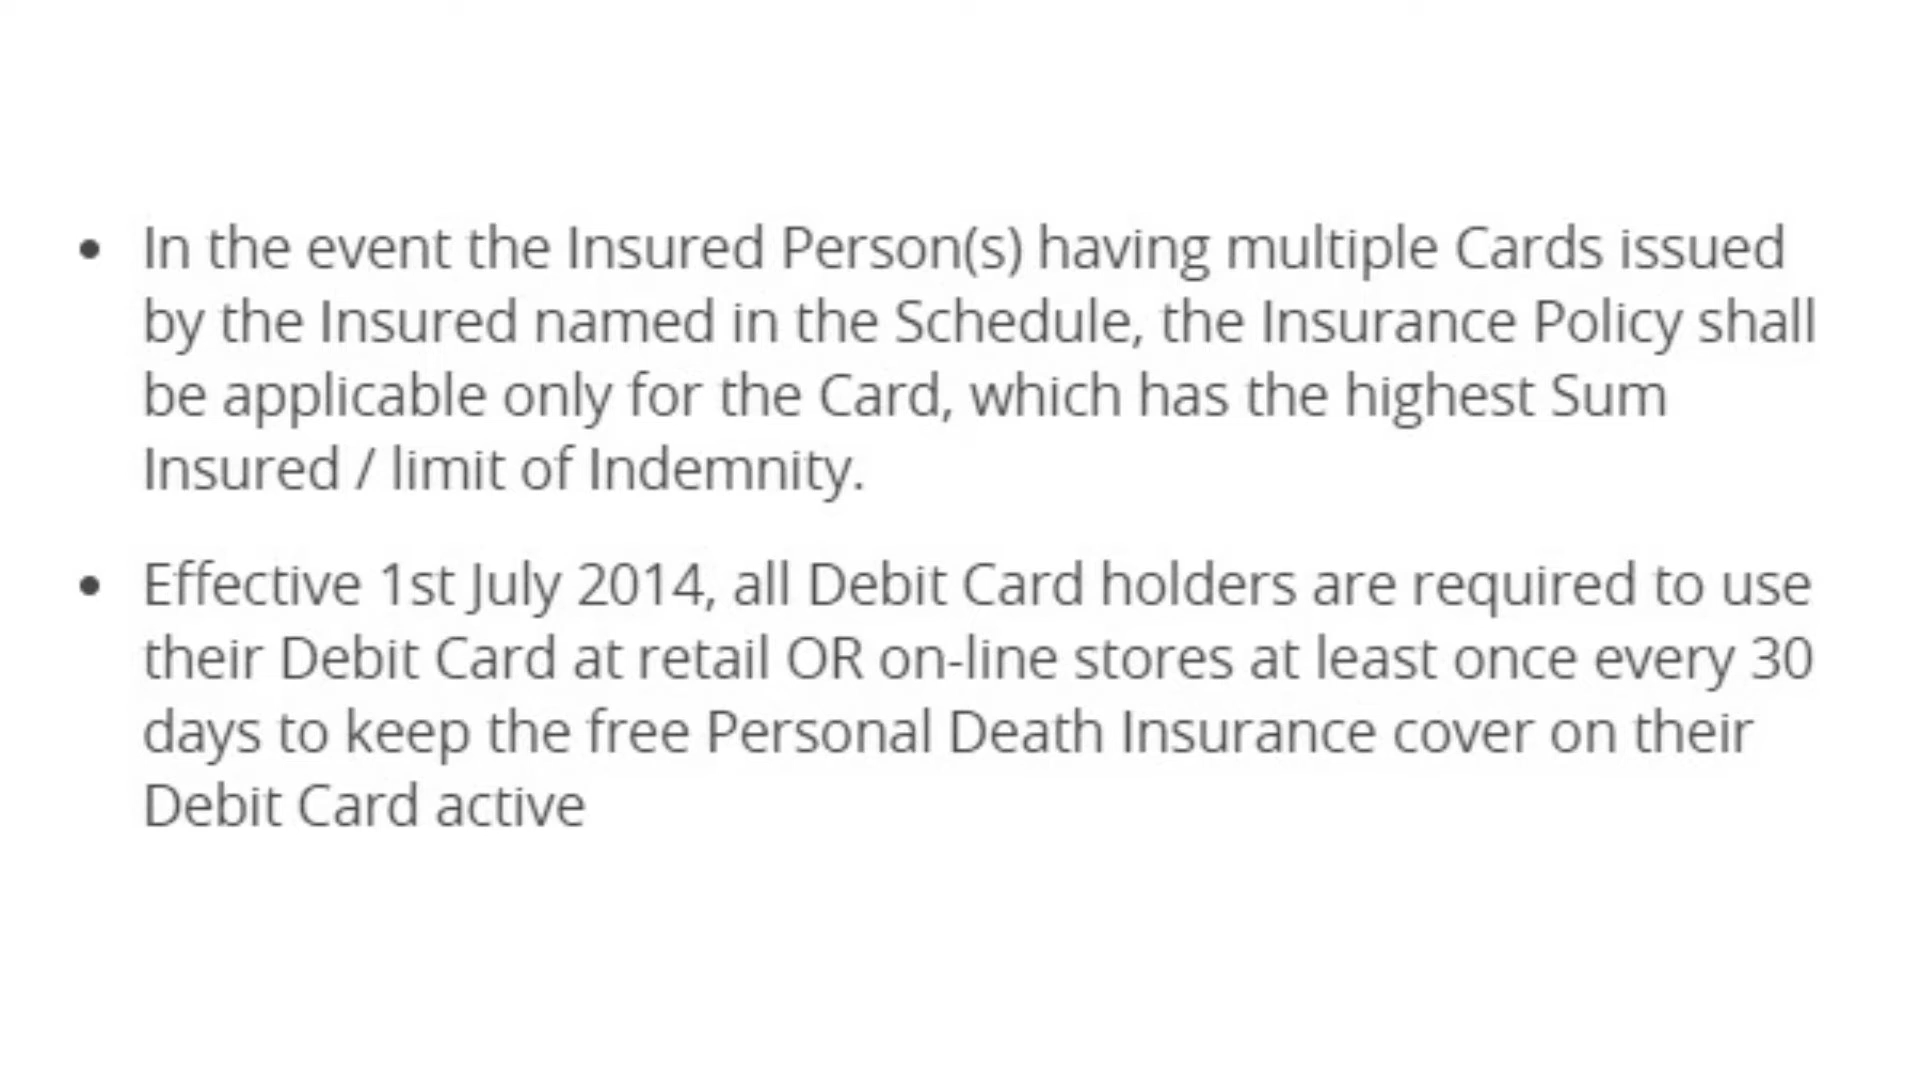 • In the event the Insured Person(s) having multiple Cards issued
by the Insured named in the Schedule, the Insurance Policy shall
be applicable only for the Card, which has the highest Sum
Insured / limit of Indemnity.
• Effective 1st July 2014, all Debit Card holders are required to use
their Debit Card at retail OR on-line stores at least once every 30
days to keep the free Personal Death Insurance cover on their
Debit Card active